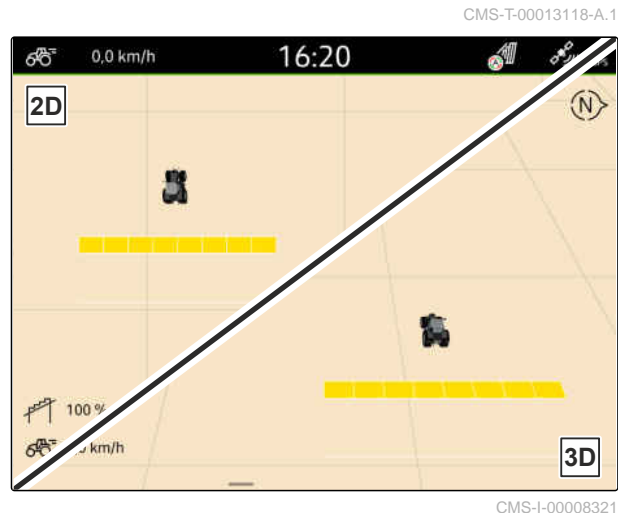 CMS-T-00013118-A.1
0,0 km/h 16:20
2D
N
100 %
km/h
3D
CMS-I-00008321